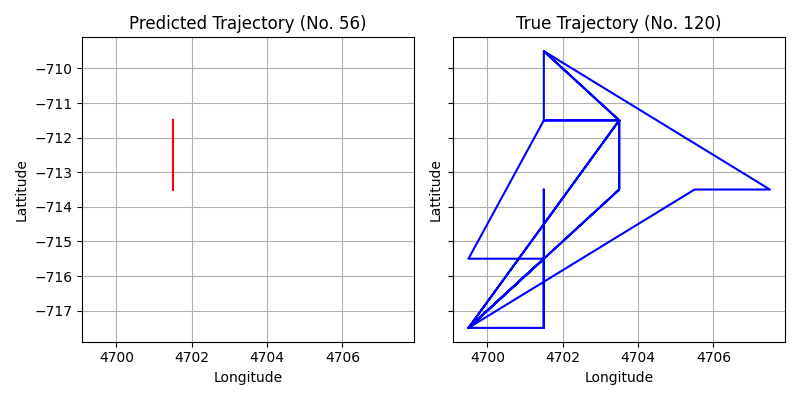 Predicted Trajectory (No. 56)
True Trajectory (No. 120)
Lattitude
−710
−711
−712
−713
−714
−715
−716
−717
4700
4702
4704
4706
Longitude
Lattitude
4700
4702
4704
4706
Longitude